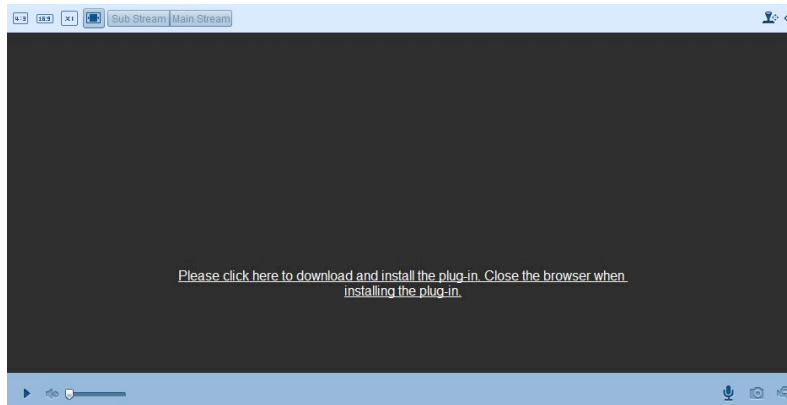 4:3 16:9 X1 Sub Stream Main Stream
Please click here to download and install the plug-in. Close the browser when
installing the plug-in.